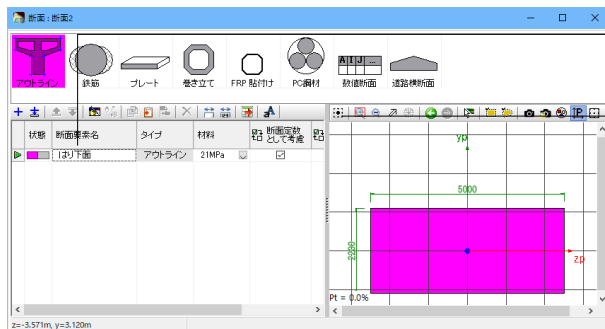 断面 : 断面2
アウトライン 鉄筋 プレート 巻き立て FRP 貼付け PC鋼材 数値断面 道路横断面
A I J ...
状態 断面要素名 タイプ 材料 断面定数として考慮
はり下面 アウトライン 21MPa
yp
5000
2230
zp
Pt = 0.0%
z=-3.571m, y=3.120m